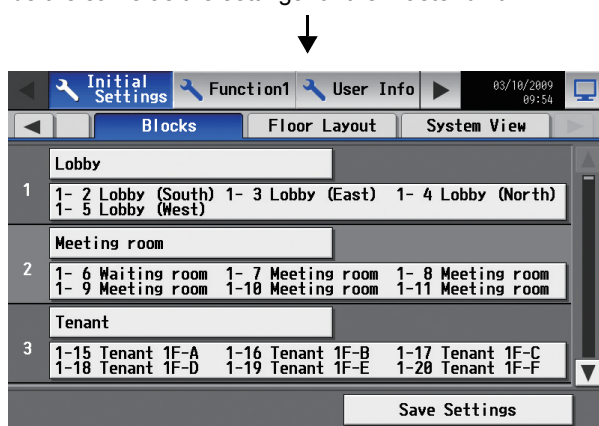 Initial Settings
Function1
User Info
03/10/2009
09:54
Blocks
Floor Layout
System View
Lobby
1
1- 2 Lobby (South) 1- 3 Lobby (East) 1- 4 Lobby (North)
1- 5 Lobby (West)
Meeting room
2
1- 6 Waiting room 1- 7 Meeting room 1- 8 Meeting room
1- 9 Meeting room 1-10 Meeting room 1-11 Meeting room
Tenant
3
1-15 Tenant 1F-A 1-16 Tenant 1F-B 1-17 Tenant 1F-C
1-18 Tenant 1F-D 1-19 Tenant 1F-E 1-20 Tenant 1F-F
Save Settings